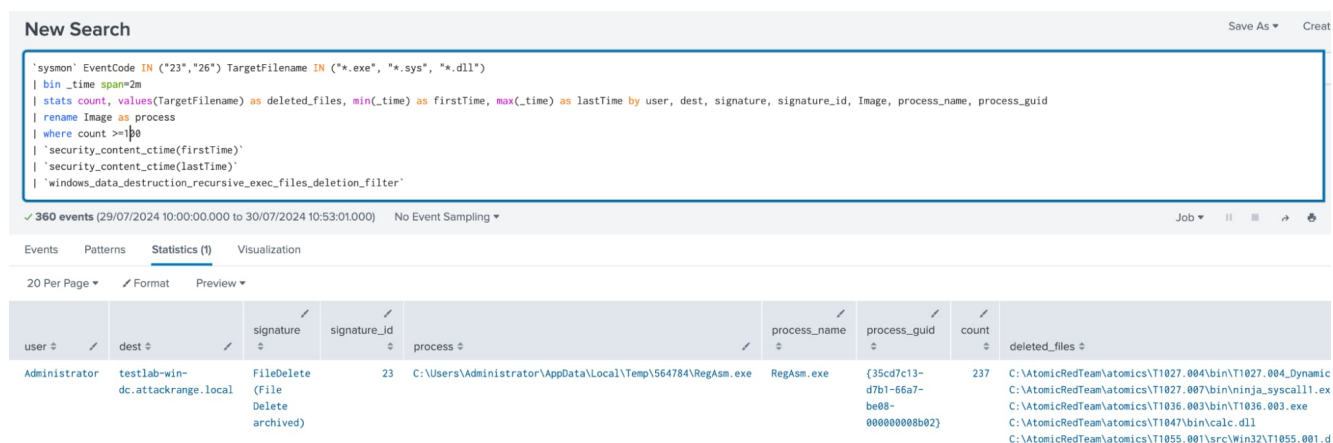 New Search
Save As ▾ Creat
`sysmon` EventCode IN ("23","26") TargetFilename IN ("*.exe", "*.sys", "*.dll")
| bin _time span=2m
| stats count, values(TargetFilename) as deleted_files, min(_time) as firstTime, max(_time) as lastTime by user, dest, signature, signature_id, Image, process_name, process_guid
| rename Image as process
| where count >=100
| `security_content_ctime(firstTime)`
| `security_content_ctime(lastTime)`
| `windows_data_destruction_recursive_exec_files_deletion_filter`
✓ 360 events (29/07/2024 10:00:00.000 to 30/07/2024 10:53:01.000) No Event Sampling ▾ Job ▾
Events Patterns Statistics (1) Visualization
20 Per Page ▾ Format Preview ▾
user dest signature signature_id process process_name process_guid count deleted_files
Administrator testlab-win- FileDelete 23 C:\Users\Administrator\AppData\Local\Temp\564784\RegAsm.exe RegAsm.exe {35cd7c13- 237 C:\AtomicRedTeam\atomics\T1027.004\bin\T1027.004_Dynamic
dc.attackrange.local (File d7b1-66a7- C:\AtomicRedTeam\atomics\T1027.007\bin\ninja_syscall1.ex
Delete be08- C:\AtomicRedTeam\atomics\T1036.003\bin\T1036.003.exe
archived) 000000008b02} C:\AtomicRedTeam\atomics\T1047\bin\calc.dll
C:\AtomicRedTeam\atomics\T1055.001\src\Win32\T1055.001.d